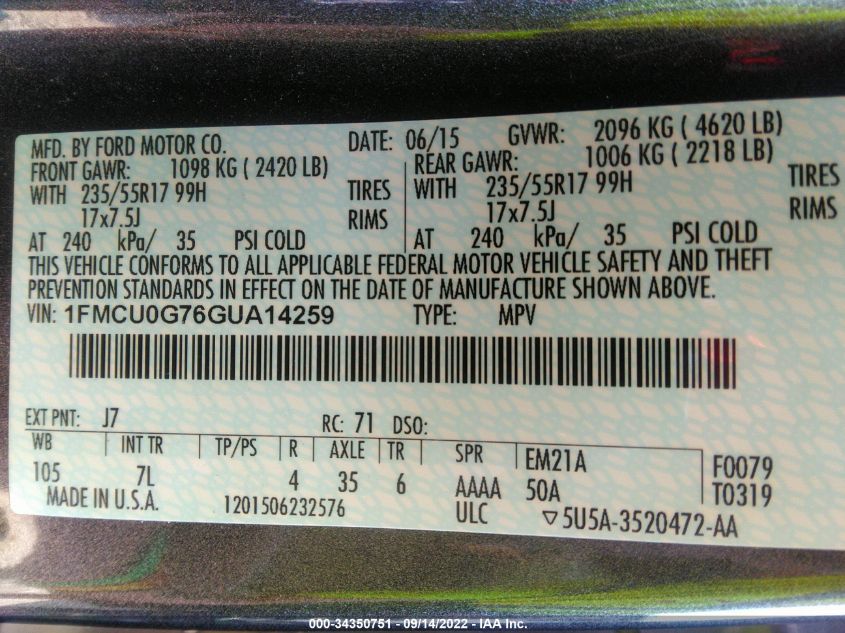 MFD. BY FORD MOTOR CO. DATE: 06/15 GVWR: 2096 KG ( 4620 LB)
FRONT GAWR: 1098 KG ( 2420 LB) REAR GAWR: 1006 KG ( 2218 LB)
WITH 235/55R17 99H TIRES WITH 235/55R17 99H TIRES
17x7.5J RIMS 17x7.5J RIMS
AT 240 kPa/ 35 PSI COLD AT 240 kPa/ 35 PSI COLD
THIS VEHICLE CONFORMS TO ALL APPLICABLE FEDERAL MOTOR VEHICLE SAFETY AND THEFT
PREVENTION STANDARDS IN EFFECT ON THE DATE OF MANUFACTURE SHOWN ABOVE.
VIN: 1FMCU0G76GUA14259 TYPE: MPV
EXT PNT: J7 RC: 71 DSO:
WB INT TR TP/PS R AXLE TR SPR EM21A F0079
105 7L 4 35 6 AAAA 50A T0319
MADE IN U.S.A. 1201506232576 ULC ▽5U5A-3520472-AA
000-34350751 - 09/14/2022 - IAA Inc.